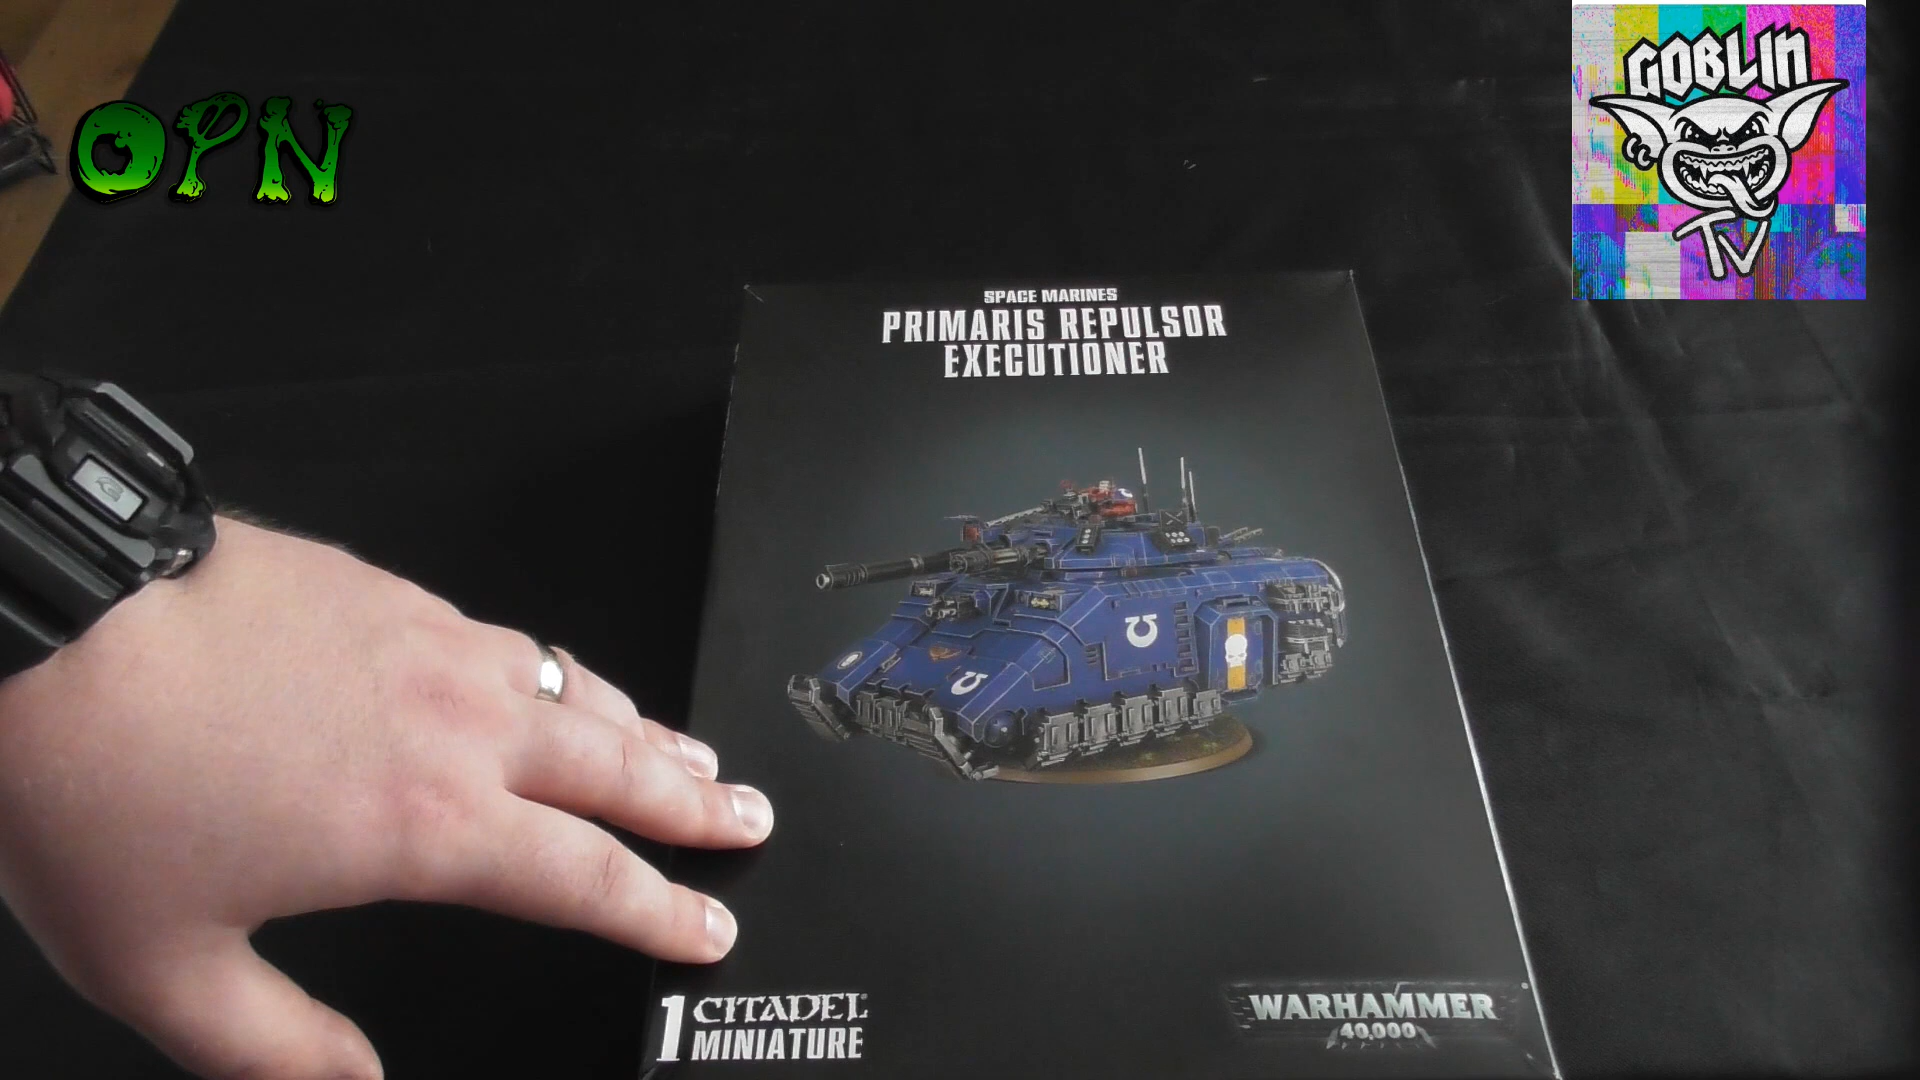 OPN
GOBLIN
TV
SPACE MARINES
PRIMARIS REPULSOR
EXECUTIONER
1 CITADEL
MINIATURE
WARHAMMER
40,000